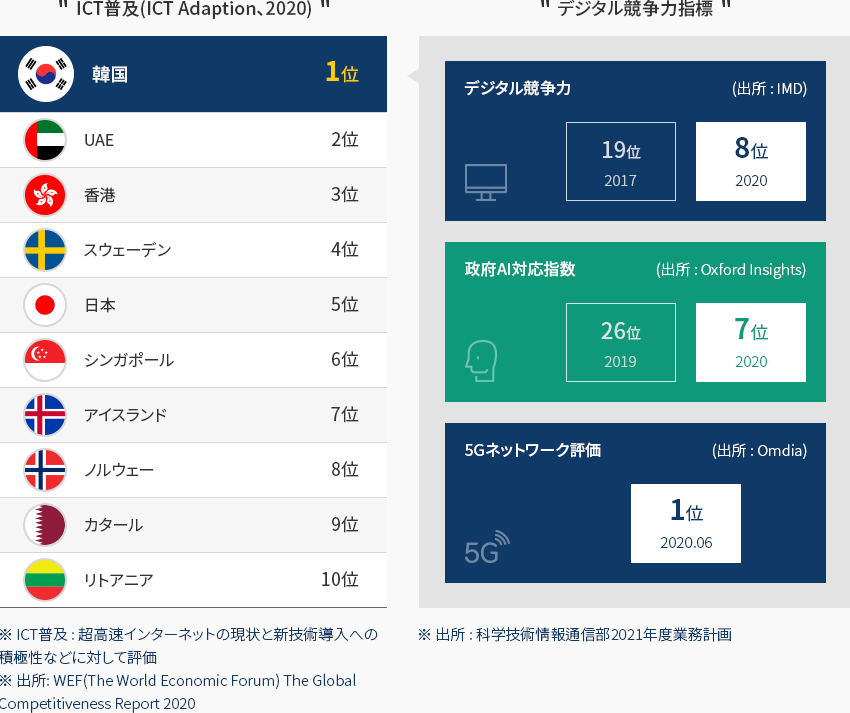 " ICT普及(ICT Adaption、2020) "
韓国 1位
UAE 2位
香港 3位
スウェーデン 4位
日本 5位
シンガポール 6位
アイスランド 7位
ノルウェー 8位
カタール 9位
リトアニア 10位
※ ICT普及 : 超高速インターネットの現状と新技術導入への
積極性などに対して評価
※ 出所: WEF(The World Economic Forum) The Global
Competitiveness Report 2020
" デジタル競争力指標 "
デジタル競争力 (出所 : IMD)
19位 8位
2017 2020
政府AI対応指数 (出所 : Oxford Insights)
26位 7位
2019 2020
5Gネットワーク評価 (出所 : Omdia)
1位
5G 2020.06
※ 出所 : 科学技術情報通信部2021年度業務計画